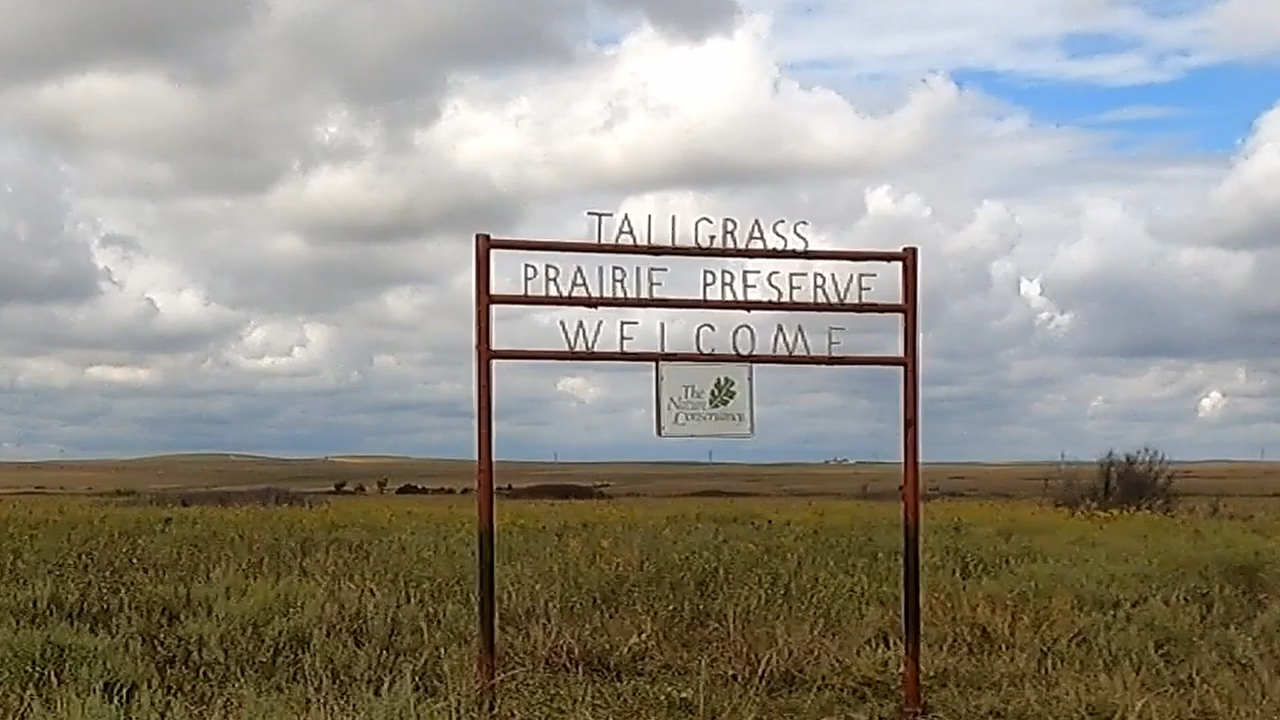 TALLGRASS
PRAIRIE PRESERVE
WELCOME
The
Nature
Conservancy